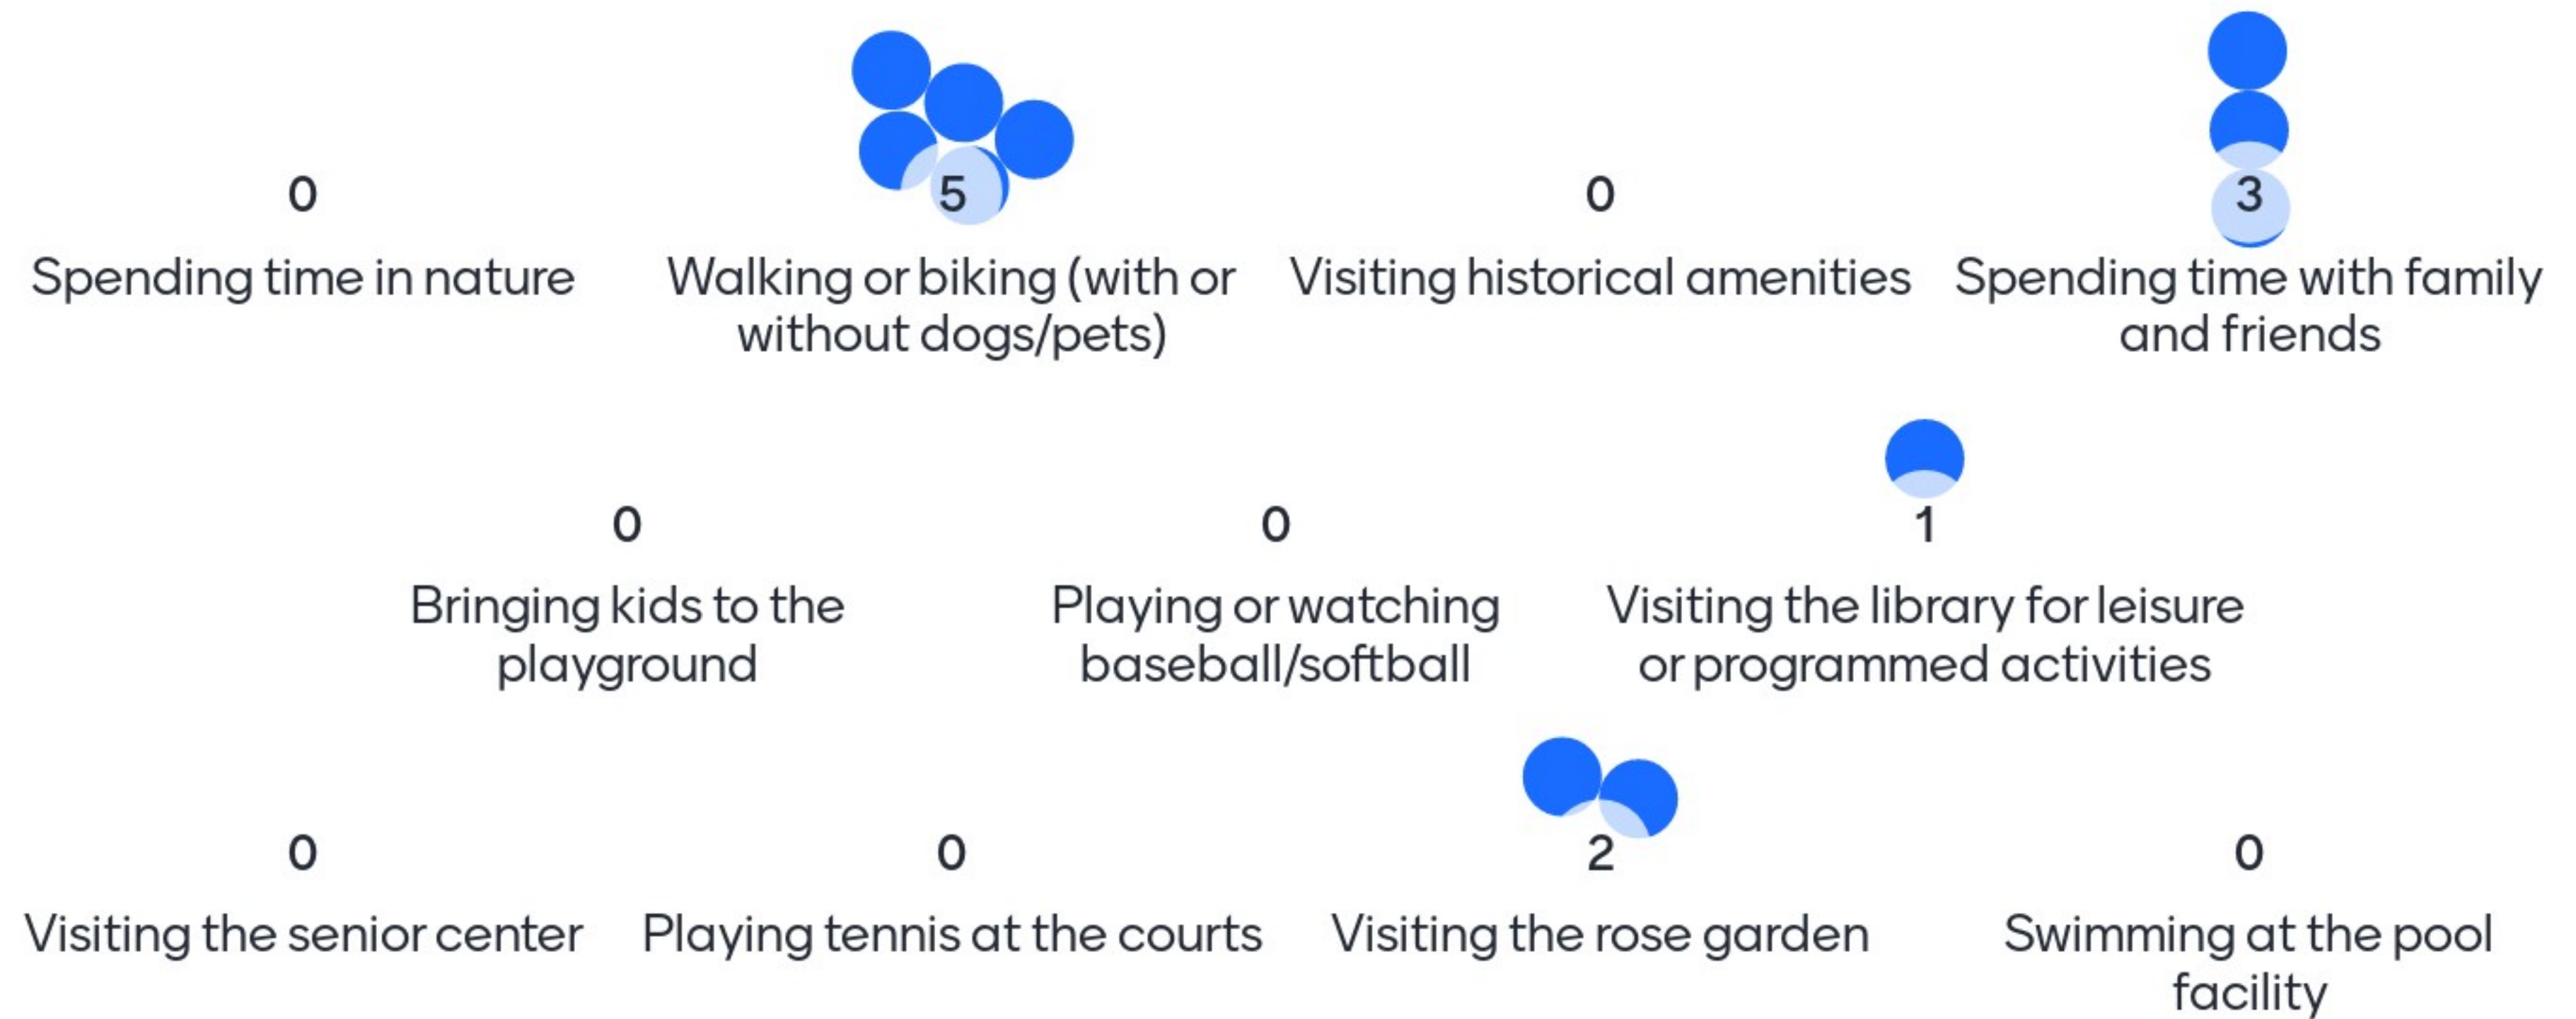 0
5
0
3
Spending time in nature
Walking or biking (with or
without dogs/pets)
Visiting historical amenities
Spending time with family
and friends
0
0
1
Bringing kids to the
playground
Playing or watching
baseball/softball
Visiting the library for leisure
or programmed activities
0
0
2
0
Visiting the senior center
Playing tennis at the courts
Visiting the rose garden
Swimming at the pool
facility